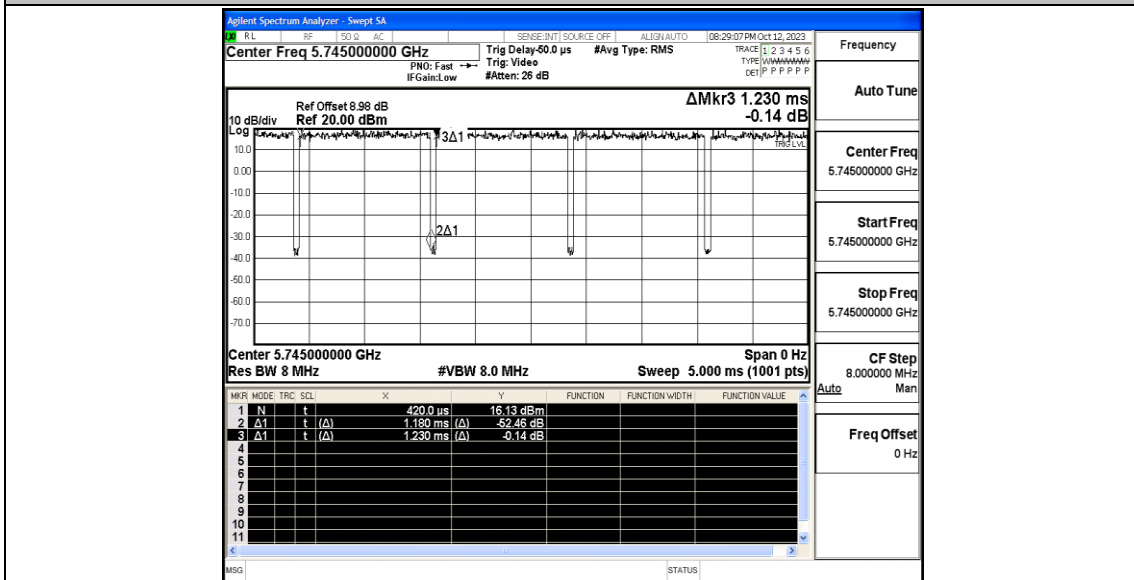 Agilent Spectrum Analyzer - Swept SA
RL RF 50 Ω AC SENSE:INT SOURCE OFF ALIGN AUTO 08:29:07 PM Oct 12, 2023
Center Freq 5.745000000 GHz
PNO: Fast
IFGain:Low
Trig Delay-50.0 µs
Trig: Video
#Atten: 26 dB
#Avg Type: RMS
TRACE 1 2 3 4 5 6
TYPE WWWWWW
DET P P P P P P
Frequency
Auto Tune
Center Freq
5.745000000 GHz
Start Freq
5.745000000 GHz
Stop Freq
5.745000000 GHz
CF Step
8.000000 MHz
Auto Man
Freq Offset
0 Hz
ΔMkr3 1.230 ms
-0.14 dB
Ref Offset 8.98 dB
10 dB/div Ref 20.00 dBm
Log
10.0
0.00
-10.0
-20.0
-30.0
-40.0
-50.0
-60.0
-70.0
3Δ1
2Δ1
TRIG LVL
Center 5.745000000 GHz Span 0 Hz
Res BW 8 MHz #VBW 8.0 MHz Sweep 5.000 ms (1001 pts)
MKR MODE TRC SCL X Y FUNCTION FUNCTION WIDTH FUNCTION VALUE
1 N t 420.0 µs 16.13 dBm
2 Δ1 t (Δ) 1.180 ms (Δ) -52.46 dB
3 Δ1 t (Δ) 1.230 ms (Δ) -0.14 dB
4
5
6
7
8
9
10
11
MSG STATUS